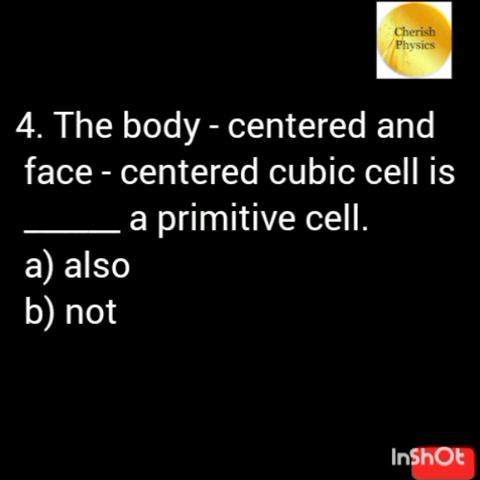 Cherish
Physics
4. The body - centered and
face - centered cubic cell is
______ a primitive cell.
a) also
b) not
InShOt